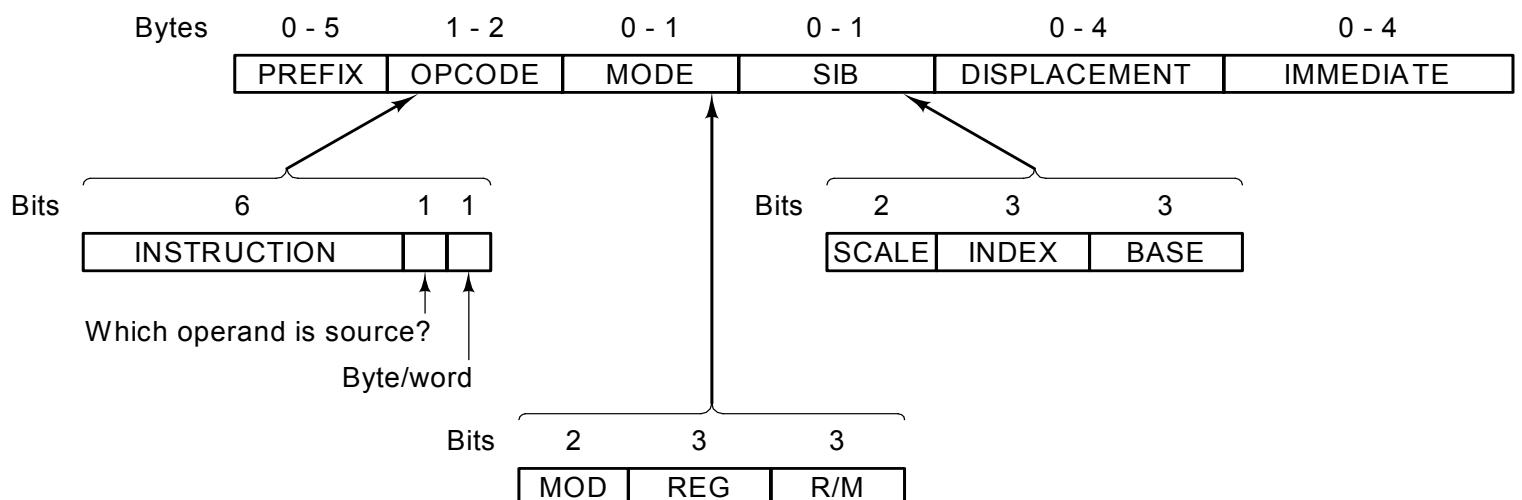 Bytes 0 - 5 1 - 2 0 - 1 0 - 1 0 - 4 0 - 4
PREFIX OPCODE MODE SIB DISPLACEMENT IMMEDIATE
Bits 6 1 1 Bits 2 3 3
INSTRUCTION SCALE INDEX BASE
Which operand is source?
Byte/word
Bits 2 3 3
MOD REG R/M